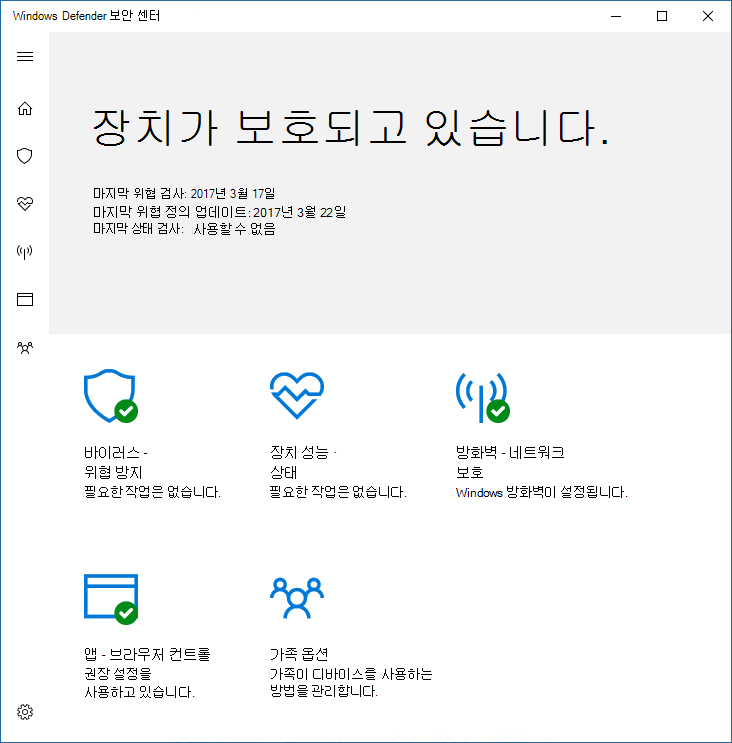 Windows Defender 보안 센터
장치가 보호되고 있습니다.
마지막 위협 검사: 2017년 3월 17일
마지막 위협 정의 업데이트: 2017년 3월 22일
마지막 상태 검사: 사용할 수 없음
바이러스 -
위협 방지
필요한 작업은 없습니다.
장치 성능 ·
상태
필요한 작업은 없습니다.
방화벽 - 네트워크
보호
Windows 방화벽이 설정됩니다.
앱 - 브라우저 컨트롤
권장 설정을
사용하고 있습니다.
가족 옵션
가족이 디바이스를 사용하는
방법을 관리합니다.